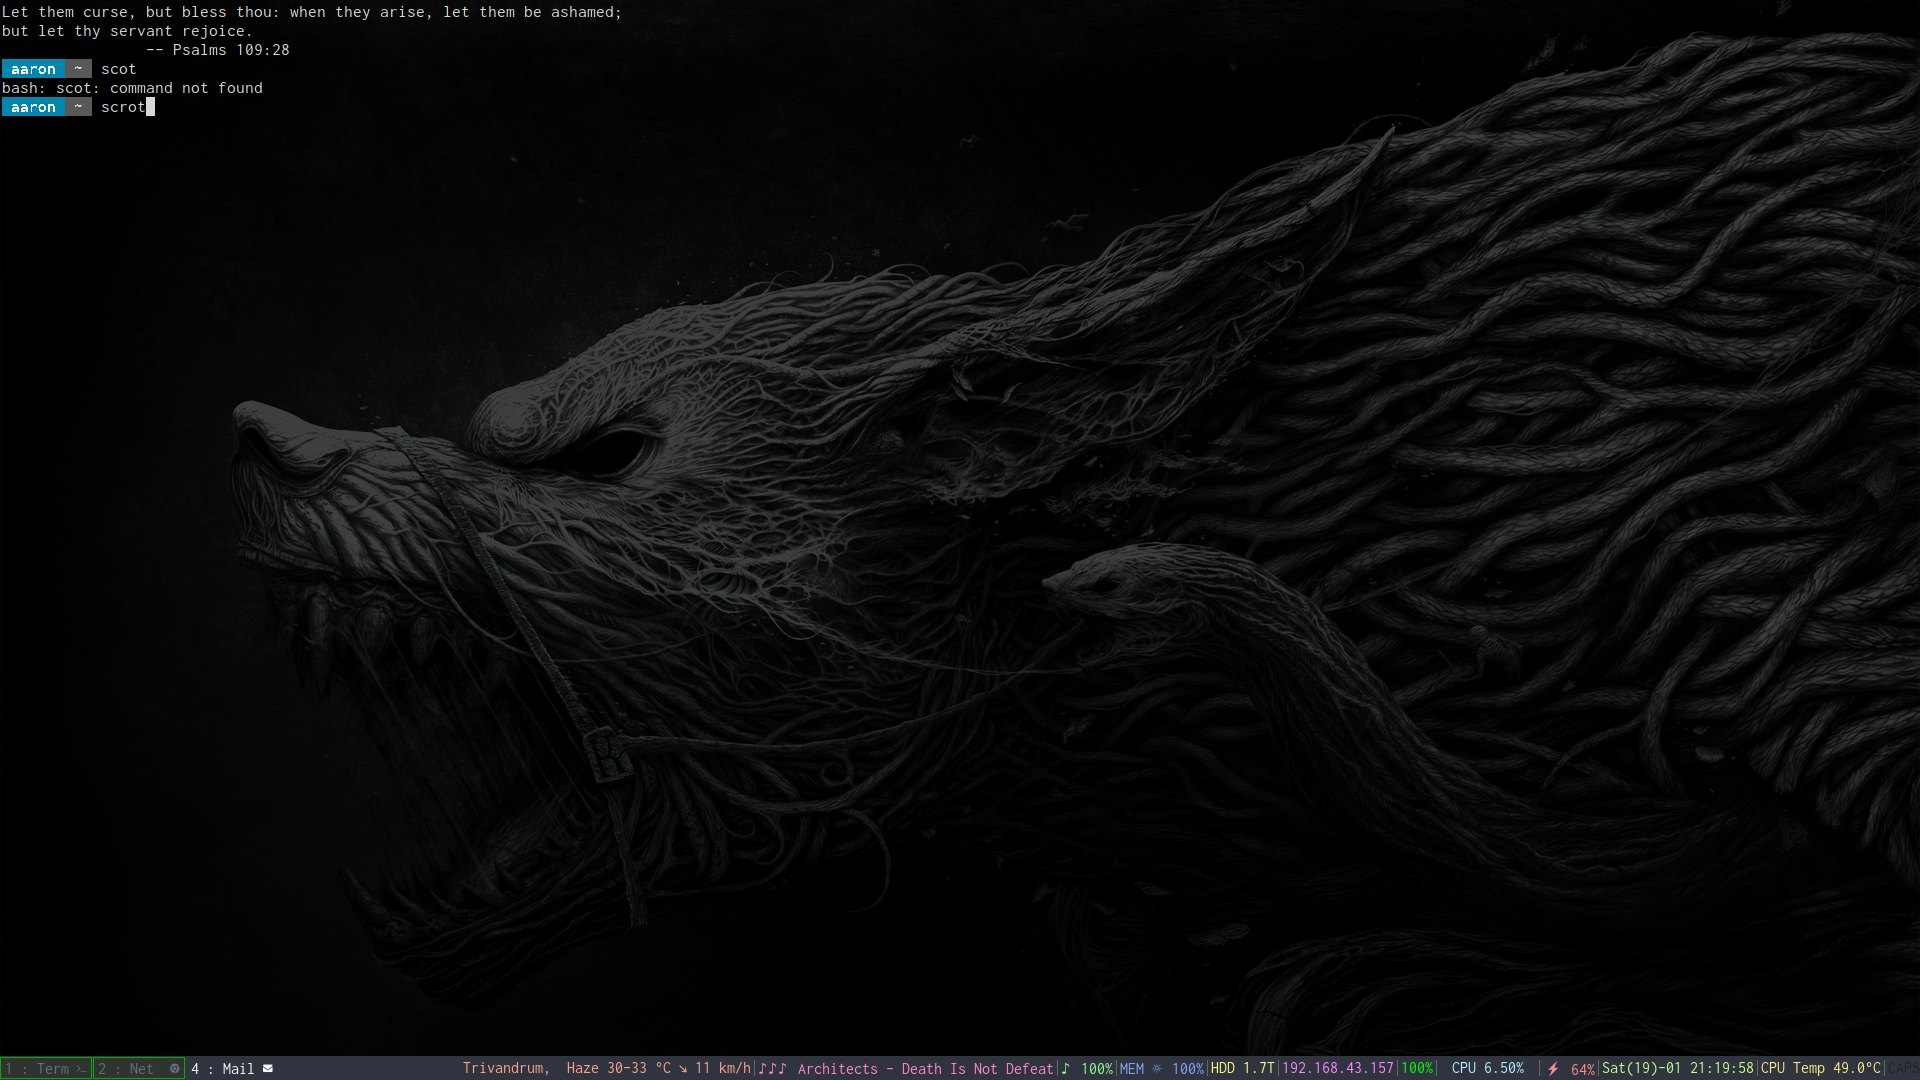 Let them curse, but bless thou: when they arise, let them be ashamed;
but let thy servant rejoice.
-- Psalms 109:28
aaron ~ scot
bash: scot: command not found
aaron ~ scrot
1 : Term 2 : Net 4 : Mail Trivandrum, Haze 30-33 °C ↘ 11 km/h|♪♪♪ Architects - Death Is Not Defeat|♪ 100%|MEM ☼ 100%|HDD 1.7T|192.168.43.157|100%| CPU 6.50% |⚡ 64%|Sat(19)-01 21:19:58|CPU Temp 49.0°C|CAPS